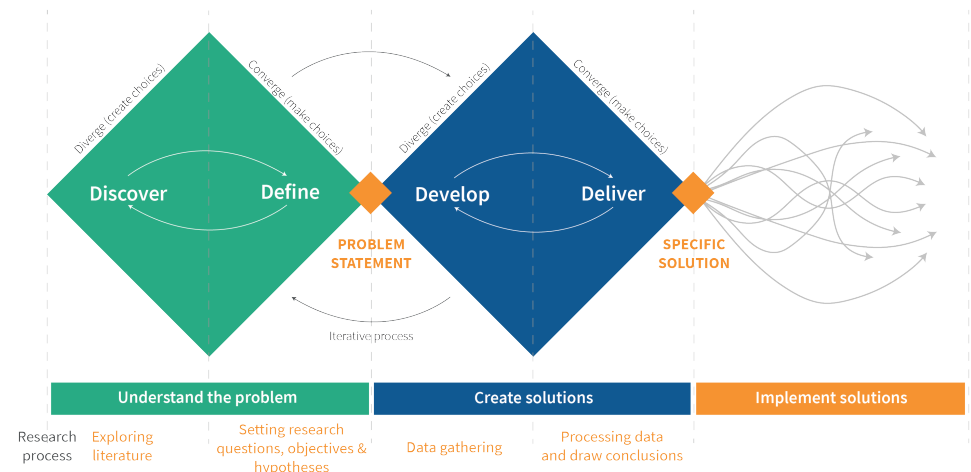 Diverge (create choices)
Converge (make choices)
Diverge (create choices)
Converge (make choices)
Discover
Define
Develop
Deliver
PROBLEM
STATEMENT
SPECIFIC
SOLUTION
Iterative process
Understand the problem
Create solutions
Implement solutions
Research
process
Exploring
literature
Setting research
questions, objectives &
hypotheses
Data gathering
Processing data
and draw conclusions